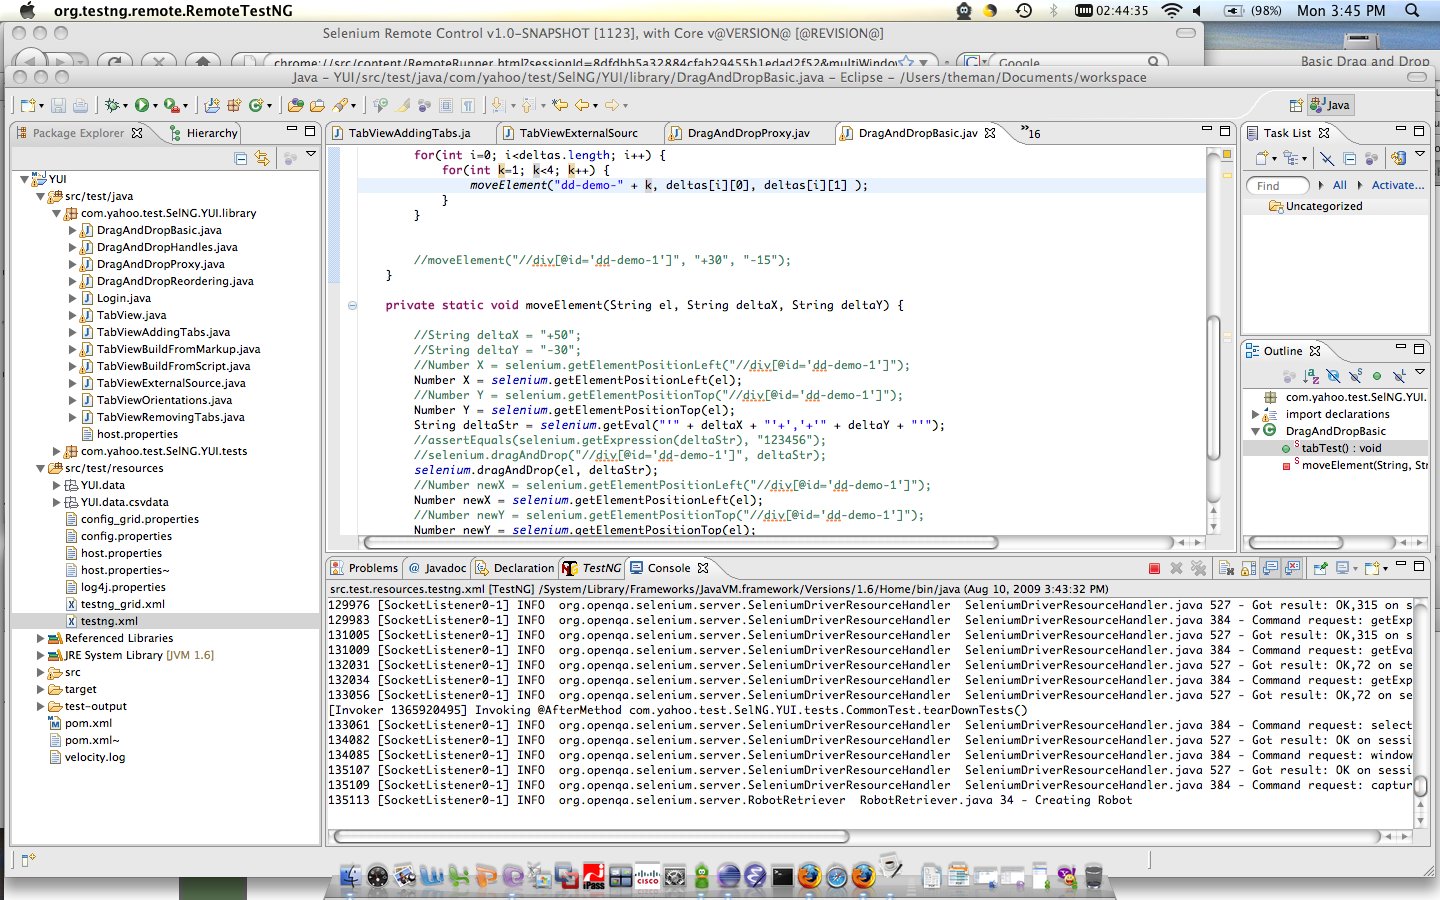 org.testng.remote.RemoteTestNG
02:44:35
(98%)
Mon 3:45 PM
Selenium Remote Control v1.0-SNAPSHOT [1123], with Core v@VERSION@ [@REVISION@]
Google
Basic Drag and Drop
Java – YUI/src/test/java/com/yahoo/test/SelNG/YUI/library/DragAndDropBasic.java – Eclipse – /Users/theman/Documents/workspace
Java
Package Explorer
Hierarchy
TabViewAddingTabs.ja
TabViewExternalSourc
DragAndDropProxy.jav
DragAndDropBasic.jav
»16
Task List
Find
All
Activate...
Uncategorized
YUI
src/test/java
com.yahoo.test.SelNG.YUI.library
DragAndDropBasic.java
DragAndDropHandles.java
DragAndDropProxy.java
DragAndDropReordering.java
Login.java
TabView.java
TabViewAddingTabs.java
TabViewBuildFromMarkup.java
TabViewBuildFromScript.java
TabViewExternalSource.java
TabViewOrientations.java
TabViewRemovingTabs.java
host.properties
com.yahoo.test.SelNG.YUI.tests
src/test/resources
YUI.data
YUI.data.csvdata
config_grid.properties
config.properties
host.properties
host.properties~
log4j.properties
testng_grid.xml
testng.xml
Referenced Libraries
JRE System Library [JVM 1.6]
src
target
test-output
pom.xml
pom.xml~
velocity.log
for(int i=0; i<deltas.length; i++) {
for(int k=1; k<4; k++) {
moveElement("dd-demo-" + k, deltas[i][0], deltas[i][1] );
}
}
//moveElement("//div[@id='dd-demo-1']", "+30", "-15");
}
private static void moveElement(String el, String deltaX, String deltaY) {
//String deltaX = "+50";
//String deltaY = "-30";
//Number X = selenium.getElementPositionLeft("//div[@id='dd-demo-1']");
Number X = selenium.getElementPositionLeft(el);
//Number Y = selenium.getElementPositionTop("//div[@id='dd-demo-1']");
Number Y = selenium.getElementPositionTop(el);
String deltaStr = selenium.getEval("'" + deltaX + "'+','+'" + deltaY + "'");
//assertEquals(selenium.getExpression(deltaStr), "123456");
//selenium.dragAndDrop("//div[@id='dd-demo-1']", deltaStr);
selenium.dragAndDrop(el, deltaStr);
//Number newX = selenium.getElementPositionLeft("//div[@id='dd-demo-1']");
Number newX = selenium.getElementPositionLeft(el);
//Number newY = selenium.getElementPositionTop("//div[@id='dd-demo-1']");
Number newY = selenium.getElementPositionTop(el);
Outline
com.yahoo.test.SelNG.YUI.
import declarations
DragAndDropBasic
tabTest() : void
moveElement(String, Str
Problems
@ Javadoc
Declaration
TestNG
Console
src.test.resources.testng.xml [TestNG] /System/Library/Frameworks/JavaVM.framework/Versions/1.6/Home/bin/java (Aug 10, 2009 3:43:32 PM)
129976 [SocketListener0-1] INFO org.openqa.selenium.server.SeleniumDriverResourceHandler SeleniumDriverResourceHandler.java 527 - Got result: OK,315 on s
129983 [SocketListener0-1] INFO org.openqa.selenium.server.SeleniumDriverResourceHandler SeleniumDriverResourceHandler.java 384 - Command request: getExp
131005 [SocketListener0-1] INFO org.openqa.selenium.server.SeleniumDriverResourceHandler SeleniumDriverResourceHandler.java 527 - Got result: OK,315 on s
131009 [SocketListener0-1] INFO org.openqa.selenium.server.SeleniumDriverResourceHandler SeleniumDriverResourceHandler.java 384 - Command request: getEva
132031 [SocketListener0-1] INFO org.openqa.selenium.server.SeleniumDriverResourceHandler SeleniumDriverResourceHandler.java 527 - Got result: OK,72 on se
132034 [SocketListener0-1] INFO org.openqa.selenium.server.SeleniumDriverResourceHandler SeleniumDriverResourceHandler.java 384 - Command request: getExp
133056 [SocketListener0-1] INFO org.openqa.selenium.server.SeleniumDriverResourceHandler SeleniumDriverResourceHandler.java 527 - Got result: OK,72 on se
[Invoker 1365920495] Invoking @AfterMethod com.yahoo.test.SelNG.YUI.tests.CommonTest.tearDownTests()
133061 [SocketListener0-1] INFO org.openqa.selenium.server.SeleniumDriverResourceHandler SeleniumDriverResourceHandler.java 384 - Command request: select
134082 [SocketListener0-1] INFO org.openqa.selenium.server.SeleniumDriverResourceHandler SeleniumDriverResourceHandler.java 527 - Got result: OK on sessi
134085 [SocketListener0-1] INFO org.openqa.selenium.server.SeleniumDriverResourceHandler SeleniumDriverResourceHandler.java 384 - Command request: window
135107 [SocketListener0-1] INFO org.openqa.selenium.server.SeleniumDriverResourceHandler SeleniumDriverResourceHandler.java 527 - Got result: OK on sessi
135109 [SocketListener0-1] INFO org.openqa.selenium.server.SeleniumDriverResourceHandler SeleniumDriverResourceHandler.java 384 - Command request: captur
135113 [SocketListener0-1] INFO org.openqa.selenium.server.RobotRetriever RobotRetriever.java 34 - Creating Robot
iPass
CISCO